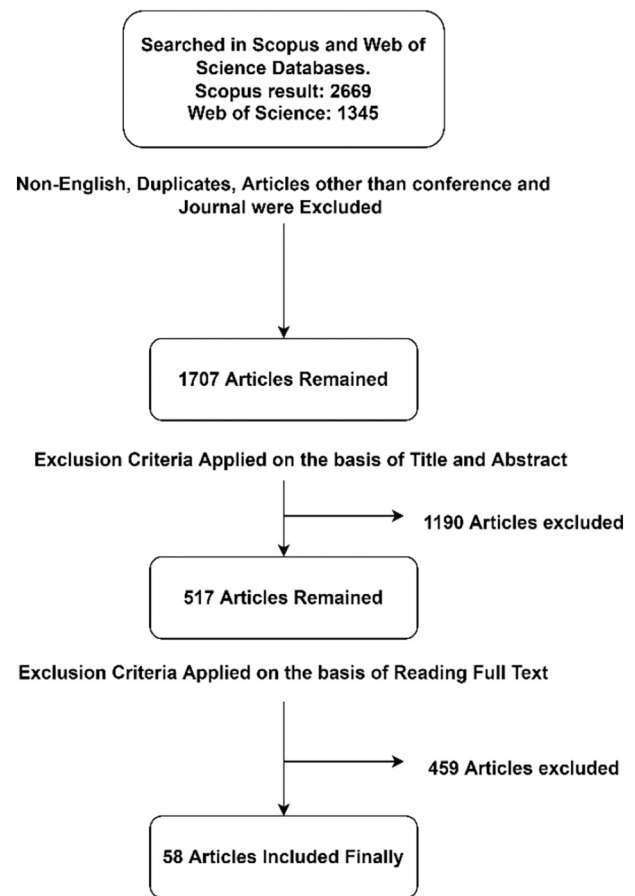 Searched in Scopus and Web of
Science Databases.
Scopus result: 2669
Web of Science: 1345
Non-English, Duplicates, Articles other than conference and
Journal were Excluded
1707 Articles Remained
Exclusion Criteria Applied on the basis of Title and Abstract
1190 Articles excluded
517 Articles Remained
Exclusion Criteria Applied on the basis of Reading Full Text
459 Articles excluded
58 Articles Included Finally